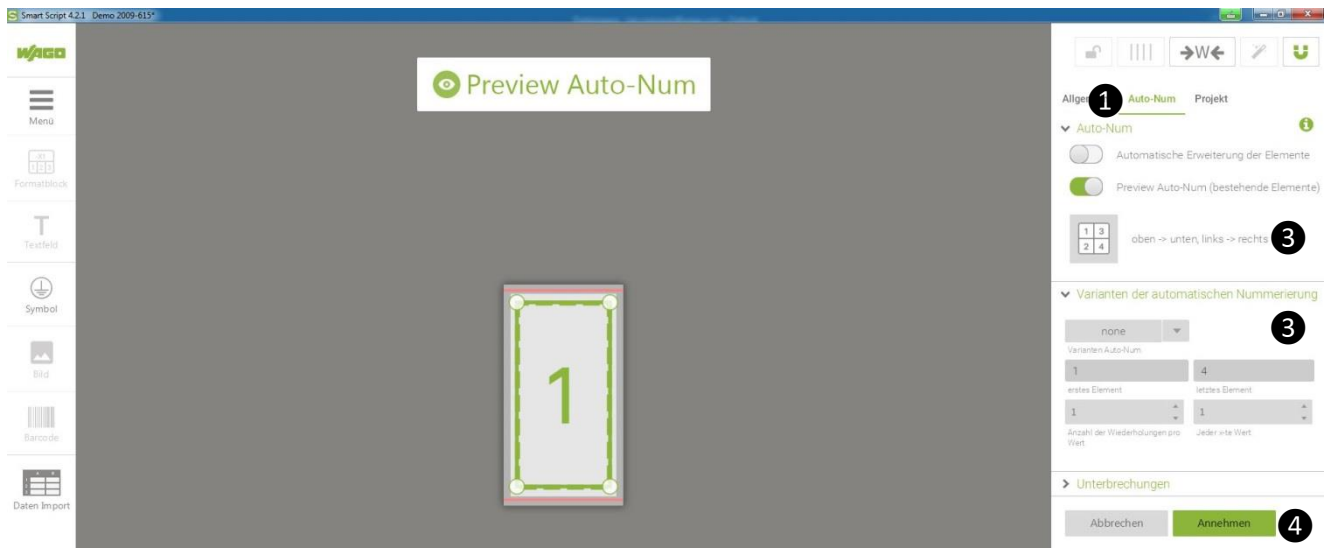 Smart Script 4.2.1 Demo 2009-615*
WAGO
Menü
Formatblock
Textfeld
Symbol
Bild
Barcode
Daten Import
Preview Auto-Num
1
→W←
1 Auto-Num Projekt
Auto-Num
Automatische Erweiterung der Elemente
Preview Auto-Num (bestehende Elemente)
1 3
2 4
oben -> unten, links -> rechts 3
Varianten der automatischen Nummerierung
3
none
Varianten Auto-Num
1 4
erstes Element letztes Element
1 1
Anzahl der Wiederholungen pro Jeder x-te Wert
Wert
Unterbrechungen
Abbrechen Annehmen 4